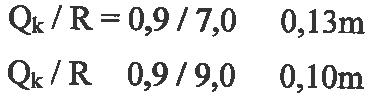 Qk / R = 0,9 / 7,0 0,13m
Qk / R 0,9 / 9,0 0,10m